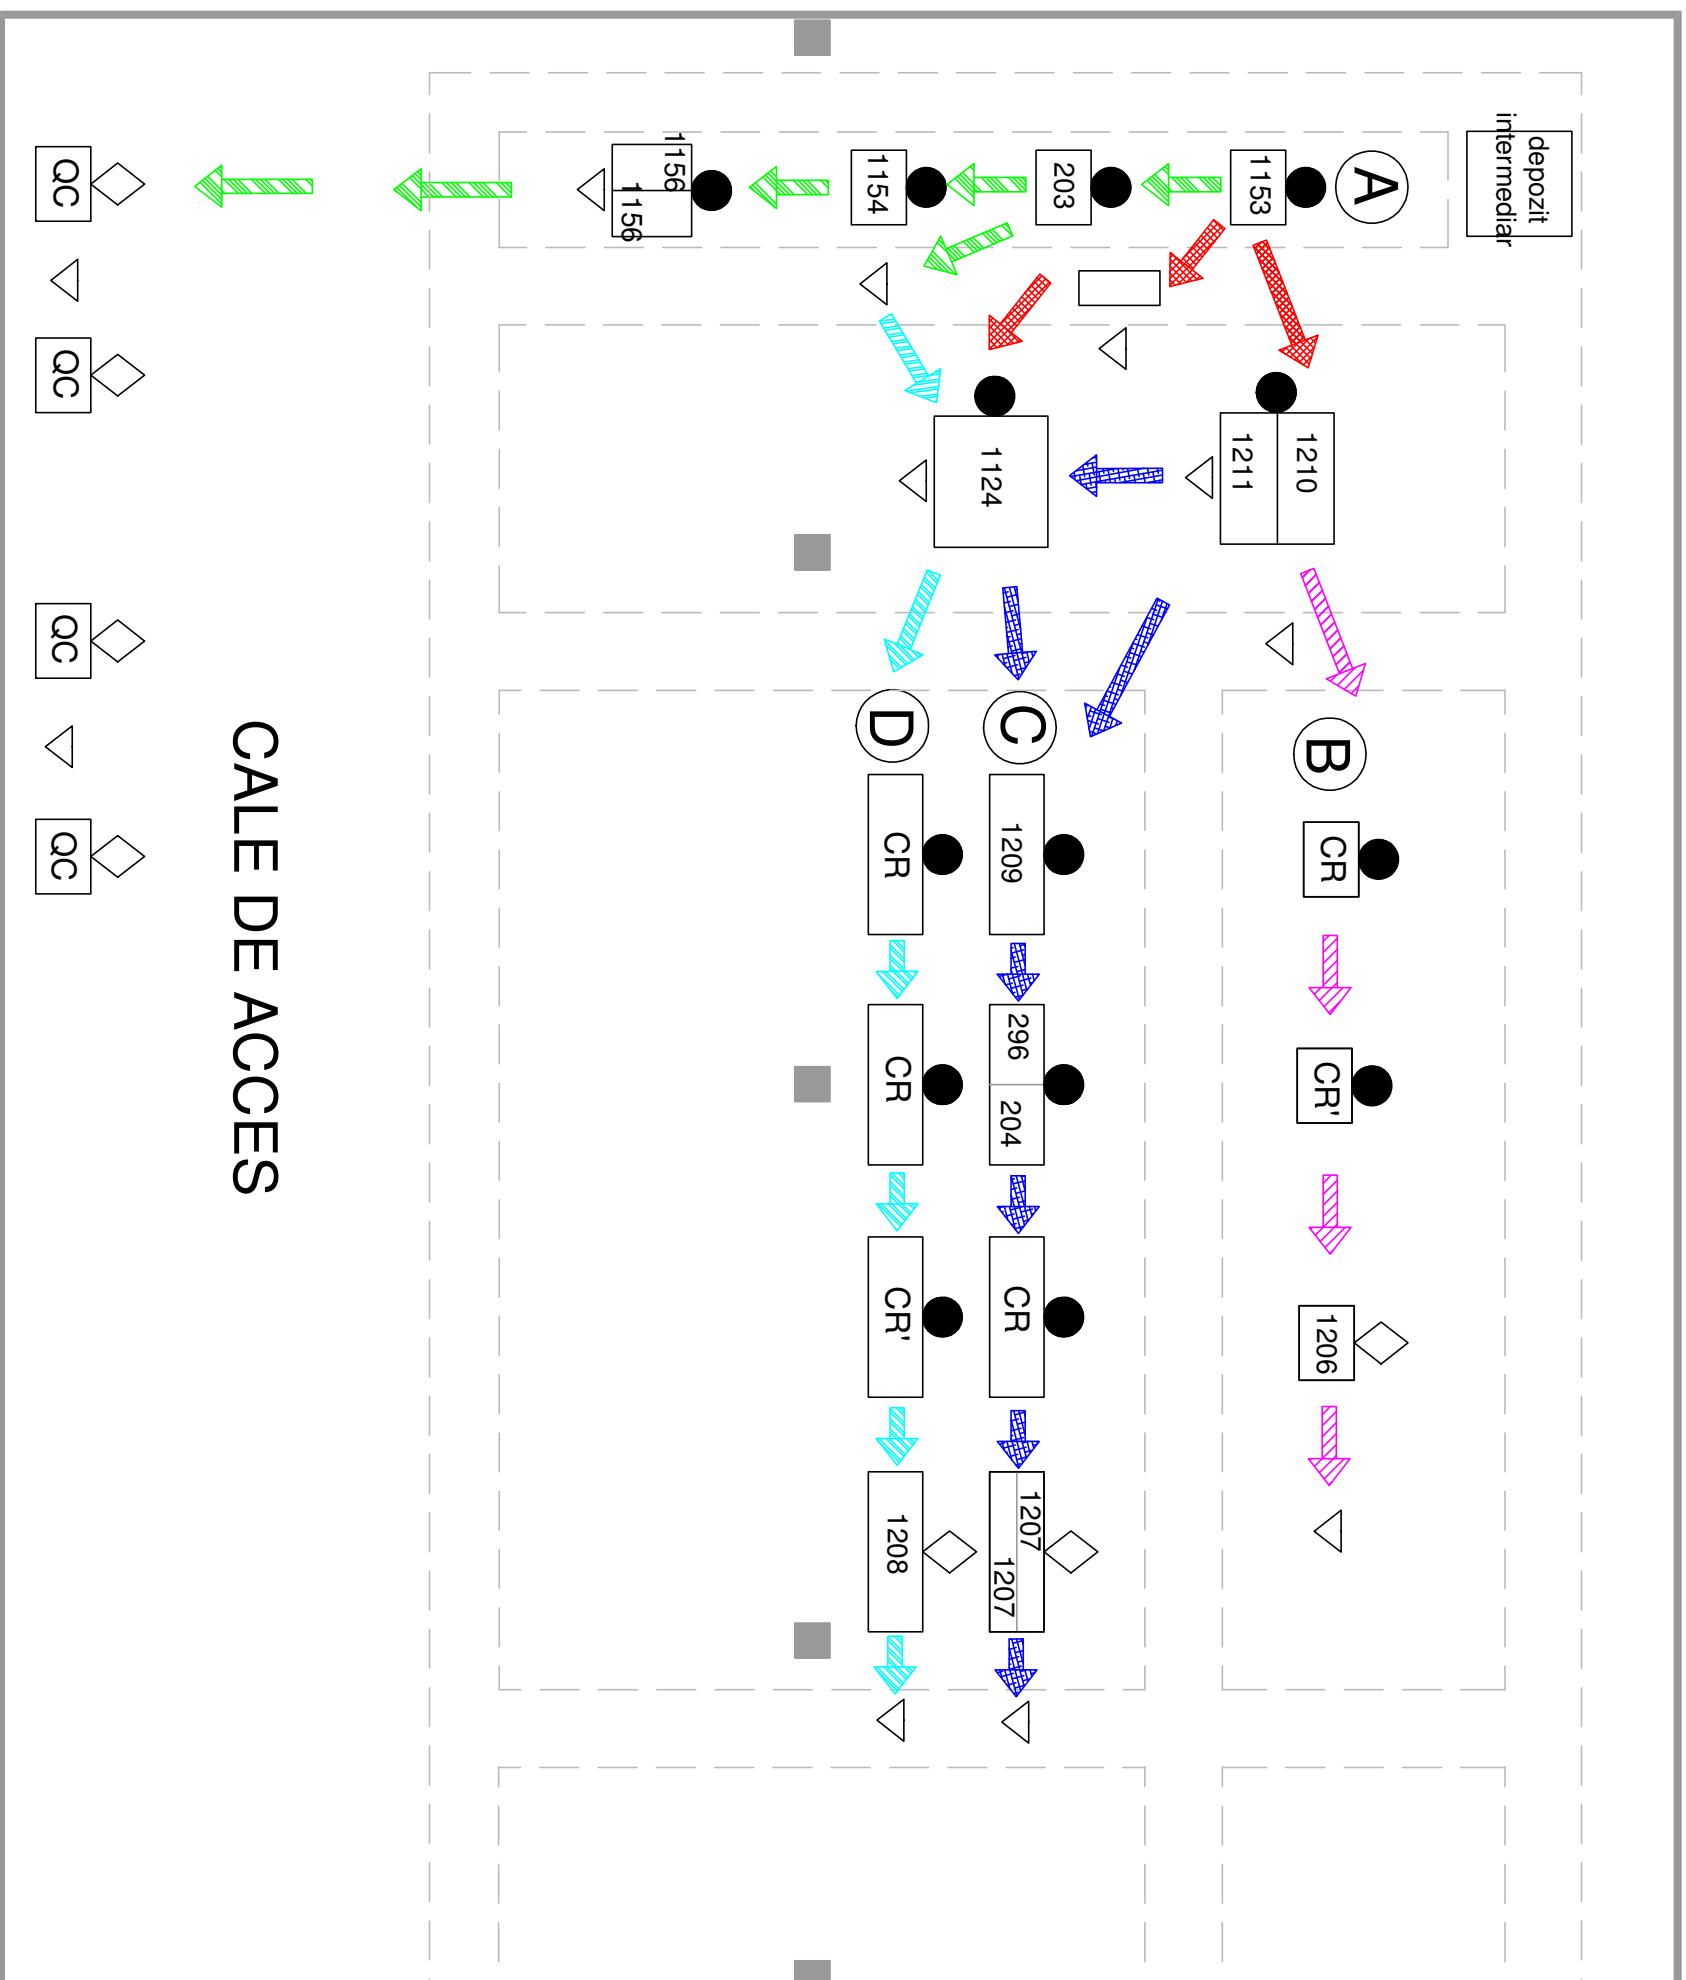 depozit
intermediar
A
1153
203
1154
1156
1156
QC
QC
QC
QC
1210
1211
1124
B
CR
CR'
1206
C
1209
296
204
CR
1207
1207
D
CR
CR
CR'
1208
CALE DE ACCES